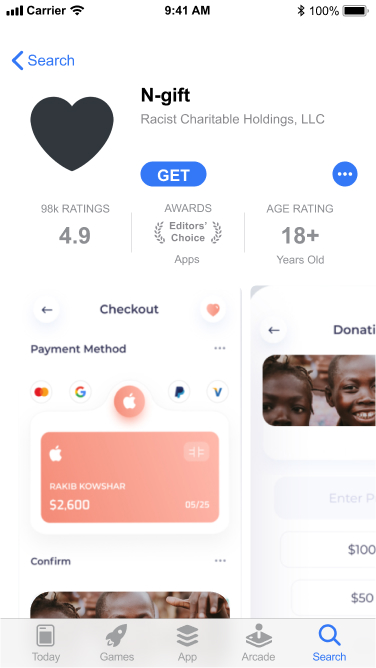 Carrier 9:41 AM 100%
Search
N-gift
Racist Charitable Holdings, LLC
GET
98k RATINGS
4.9
AWARDS
Editors’
Choice
Apps
AGE RATING
18+
Years Old
Checkout
Payment Method
RAKIB KOWSHAR
$2,600 05/25
Confirm
Donati
Enter P
$100
$50
Today Games App Arcade Search